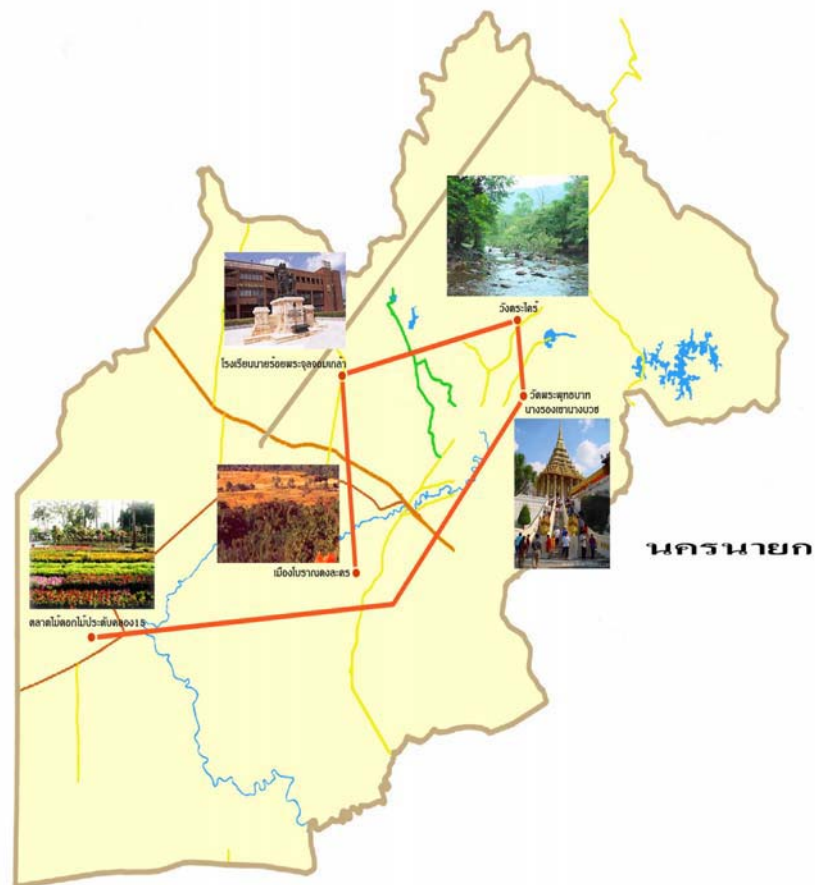 วังตระไคร้
โรงเรียนนายร้อยพระจุลจอมเกล้า
วัดพระพุทธบาท
นางรองเขานางบวช
นครนายก
เมืองโบราณดงละคร
ตลาดไม้ดอกไม้ประดับคลอง15